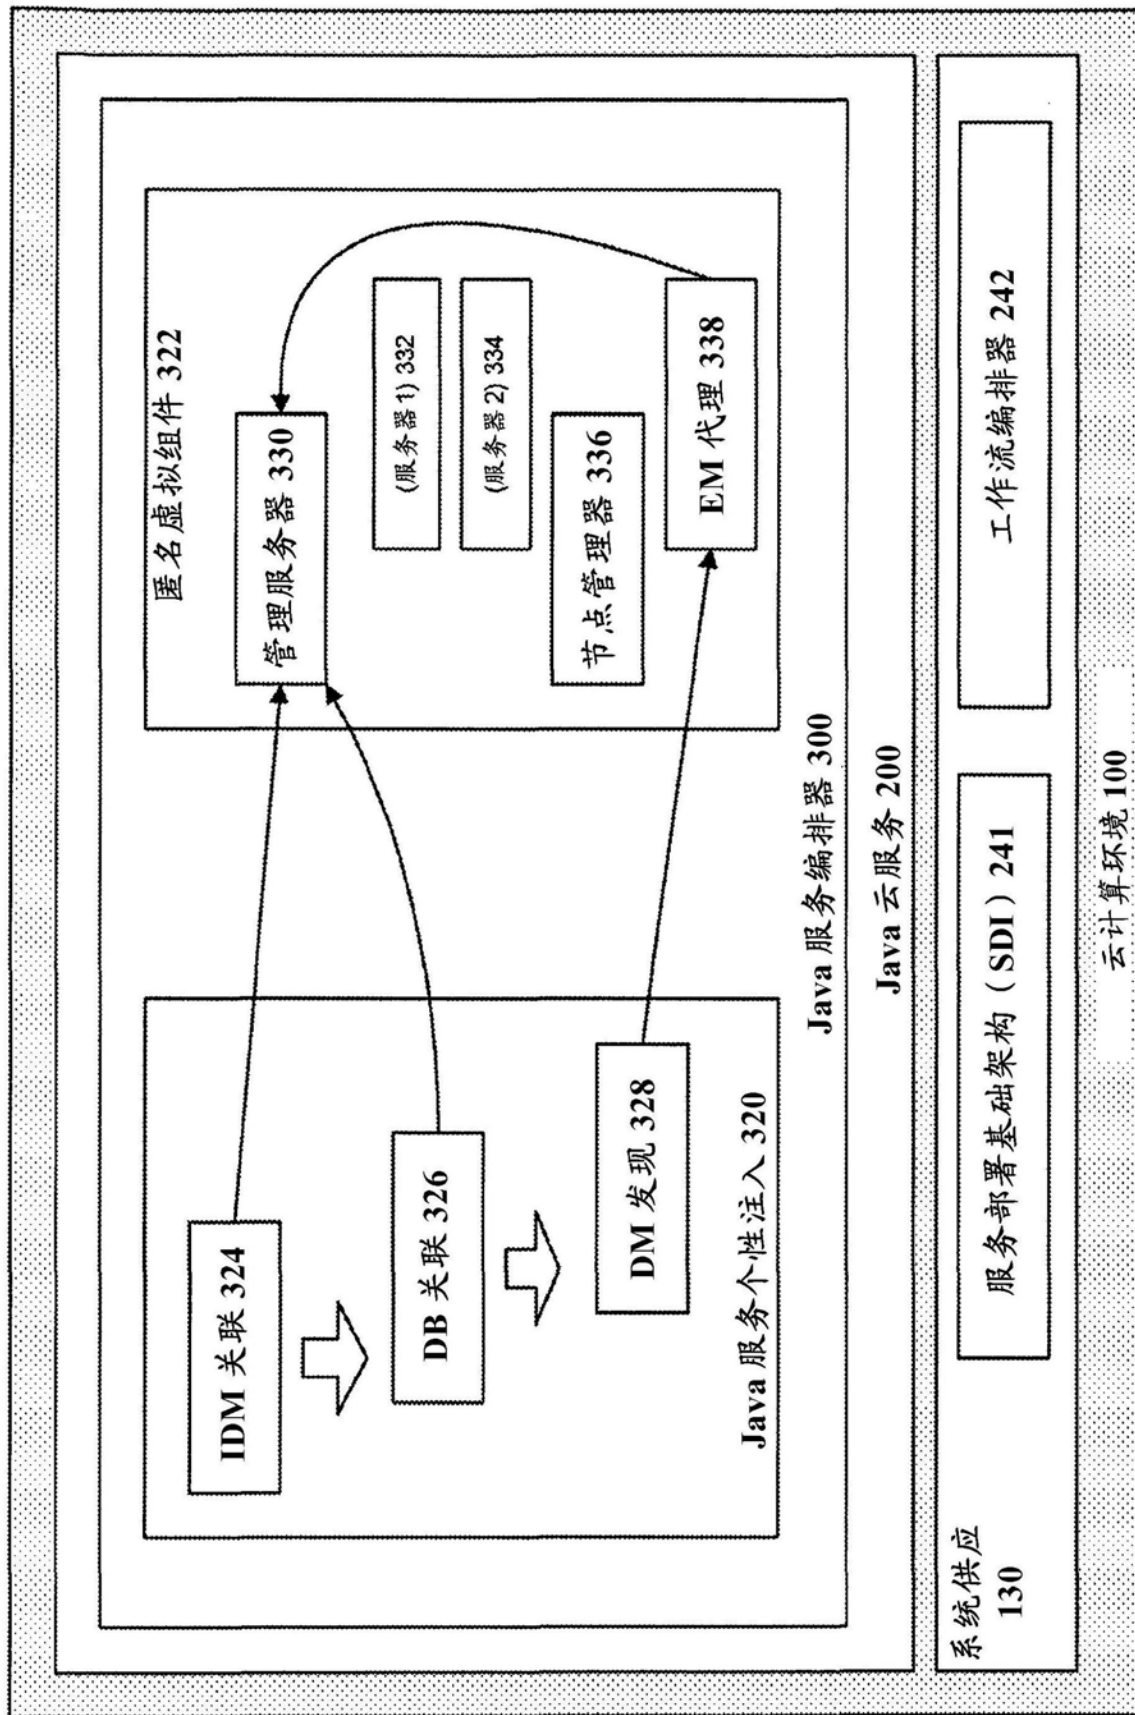 匿名虚拟组件 322
IDM 关联 324
管理服务器 330
DB 关联 326
(服务器 1) 332
(服务器 2) 334
节点管理器 336
DM 发现 328
EM 代理 338
Java 服务个性注入 320
Java 服务编排器 300
Java 云服务 200
系统供应
130
服务部署基础架构（SDI）241
工作流编排器 242
云计算环境 100